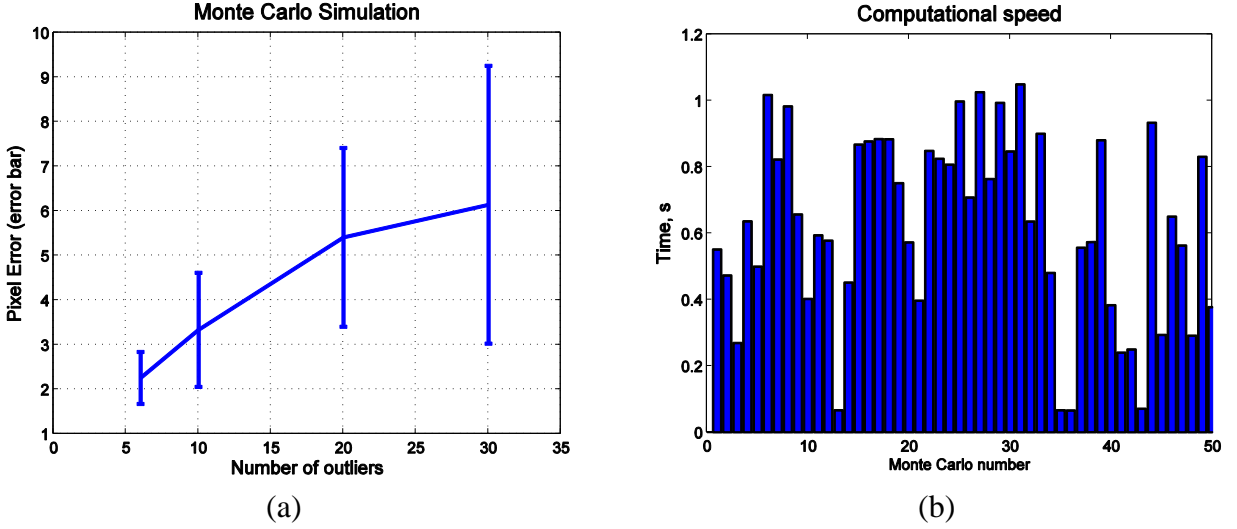 Monte Carlo Simulation
10
9
8
7
6
5
4
3
2
1
Pixel Error (error bar)
0 5 10 15 20 25 30 35
Number of outliers
(a)
Computational speed
1.2
1
0.8
0.6
0.4
0.2
0
Time, s
0 10 20 30 40 50
Monte Carlo number
(b)